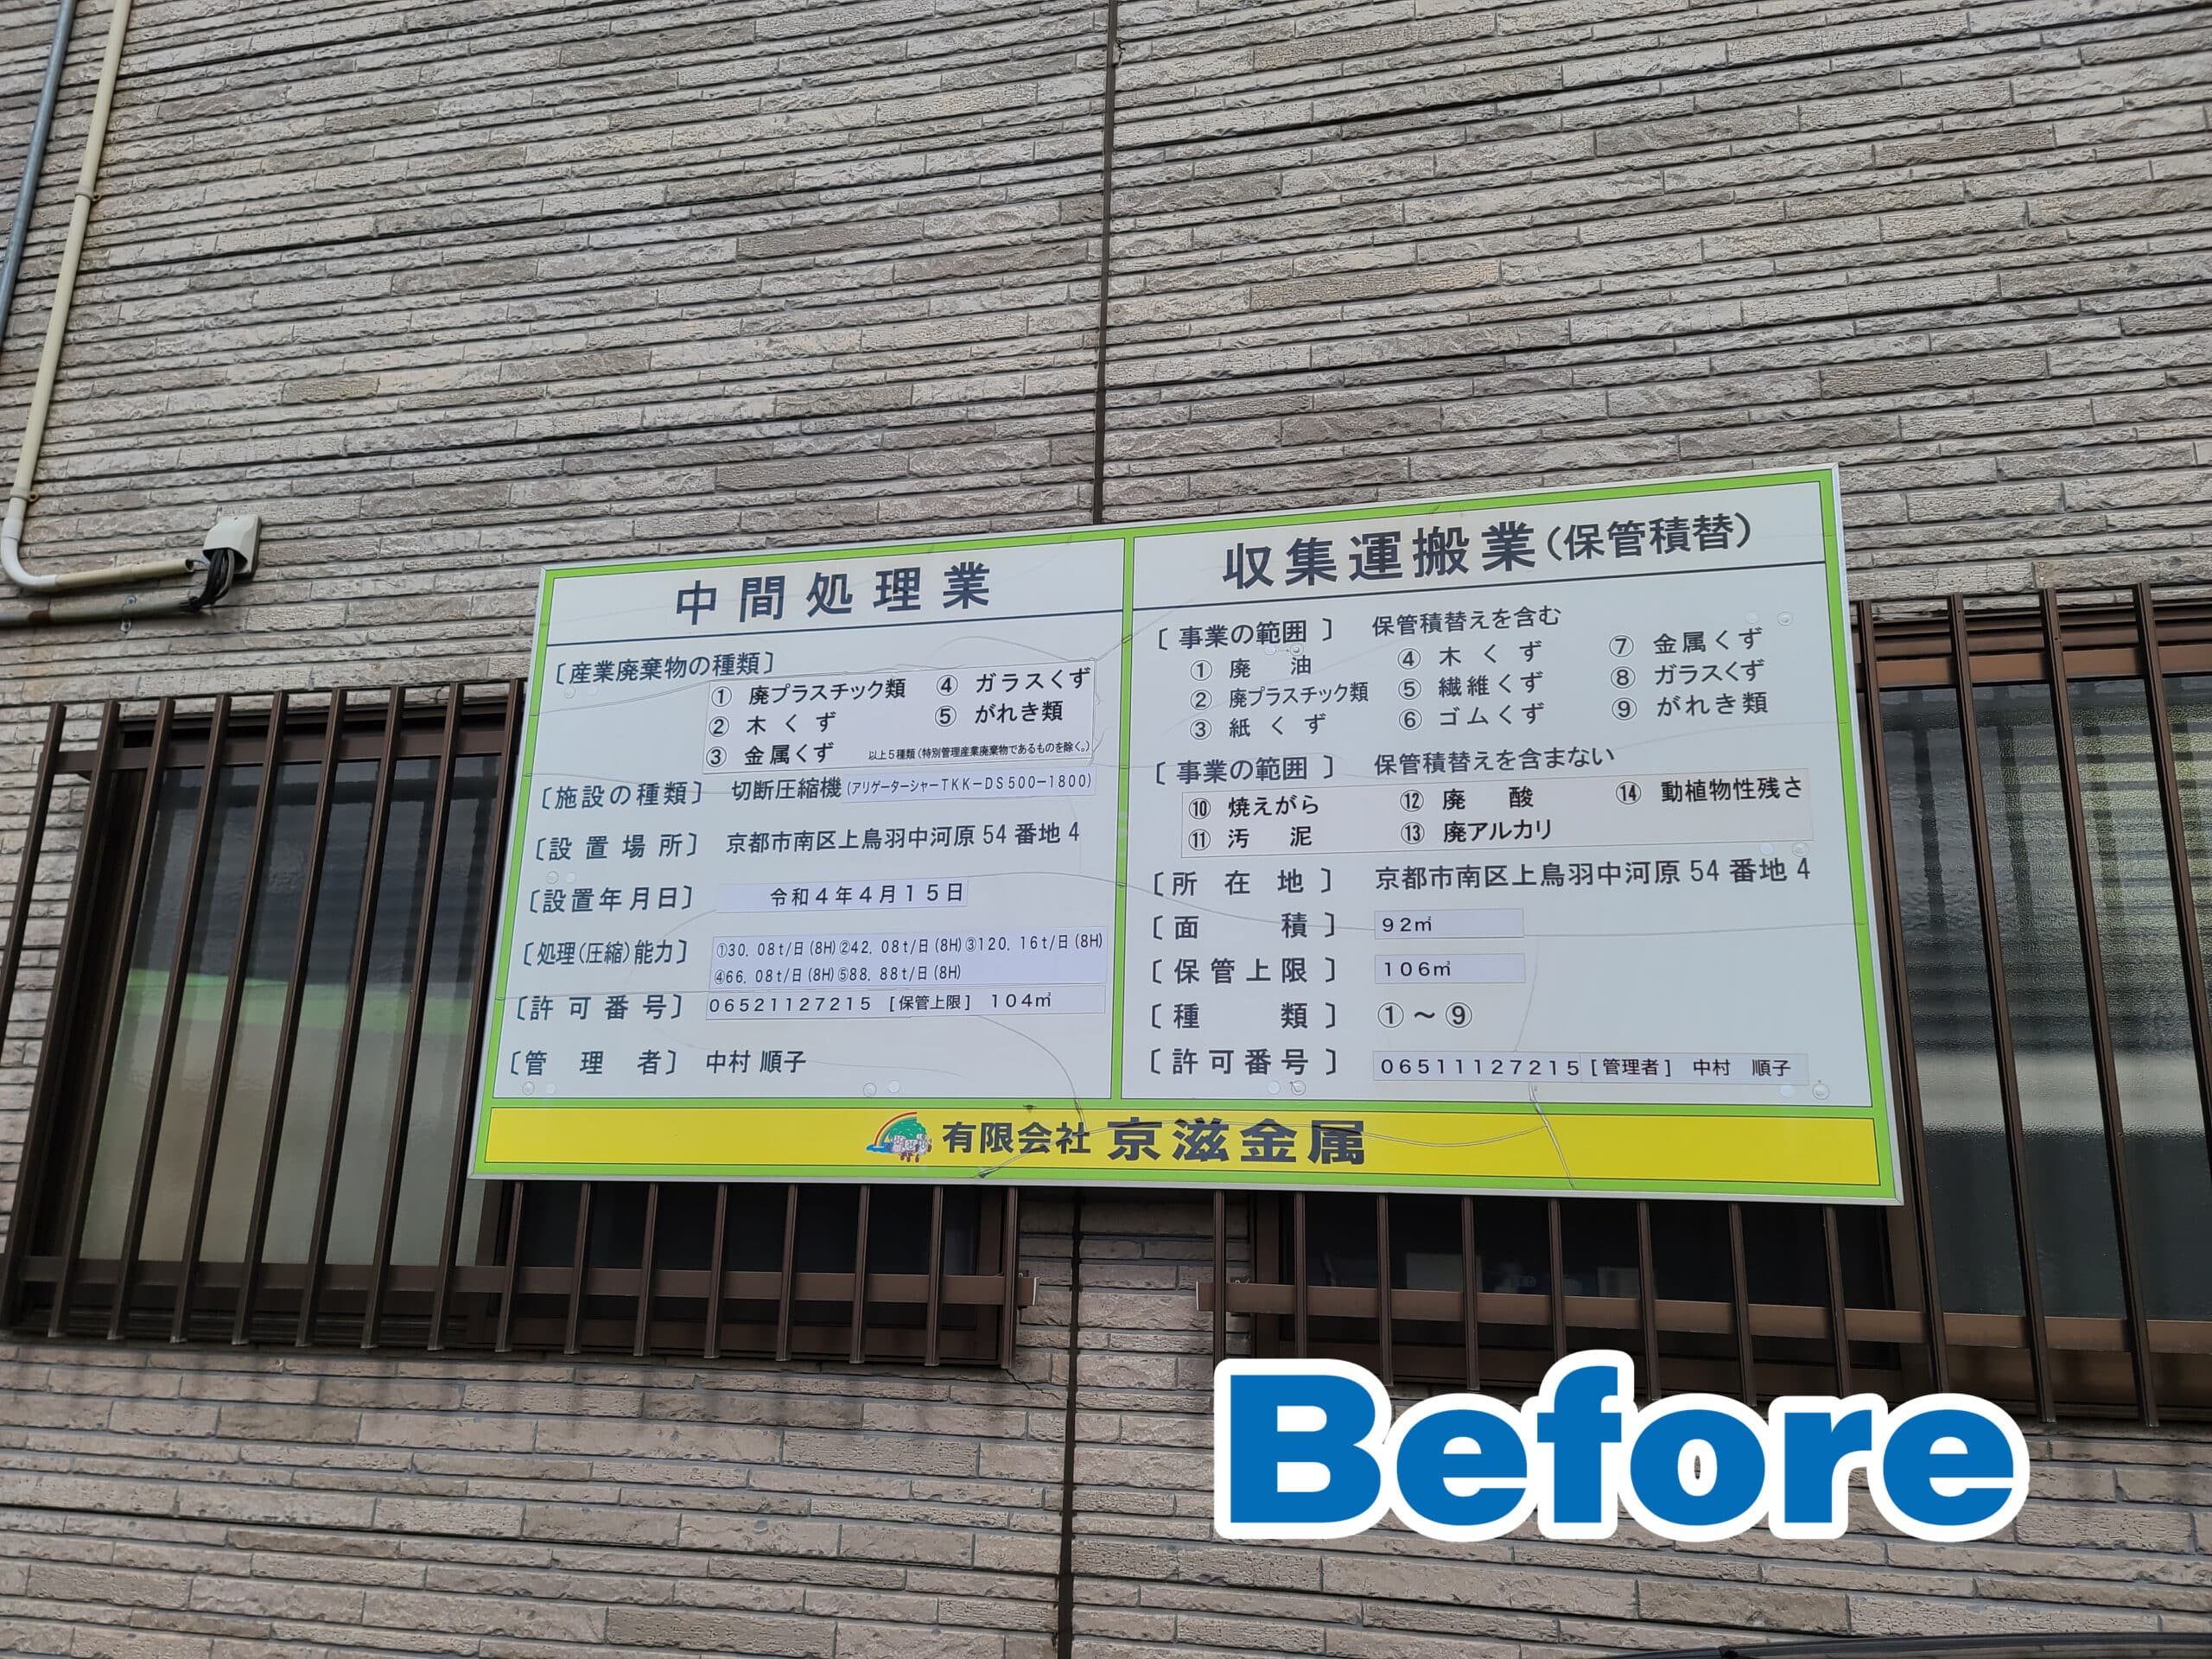 中間処理業
〔産業廃棄物の種類〕
① 廃プラスチック類 ④ ガラスくず
② 木くず ⑤ がれき類
③ 金属くず 以上5種類(特別管理産業廃棄物であるものを除く。)
〔施設の種類〕 切断圧縮機(アリゲーターシャーTKK−DS500−1800)
〔設置場所〕 京都市南区上鳥羽中河原54番地4
〔設置年月日〕 令和4年4月15日
〔処理(圧縮)能力〕 ①30.08t/日(8H)②42.08t/日(8H)③120.16t/日(8H)
④66.08t/日(8H)⑤88.88t/日(8H)
〔許可番号〕 06521127215 [保管上限] 104㎥
〔管理者〕 中村 順子
収集運搬業(保管積替)
〔事業の範囲〕 保管積替えを含む
① 廃油 ④ 木くず ⑦ 金属くず
② 廃プラスチック類 ⑤ 繊維くず ⑧ ガラスくず
③ 紙くず ⑥ ゴムくず ⑨ がれき類
〔事業の範囲〕 保管積替えを含まない
⑩ 焼えがら ⑫ 廃酸 ⑭ 動植物性残さ
⑪ 汚泥 ⑬ 廃アルカリ
〔所在地〕 京都市南区上鳥羽中河原54番地4
〔面積〕 92㎡
〔保管上限〕 106㎥
〔種類〕 ①～⑨
〔許可番号〕 06511127215 [管理者] 中村 順子
有限会社 京滋金属
Before